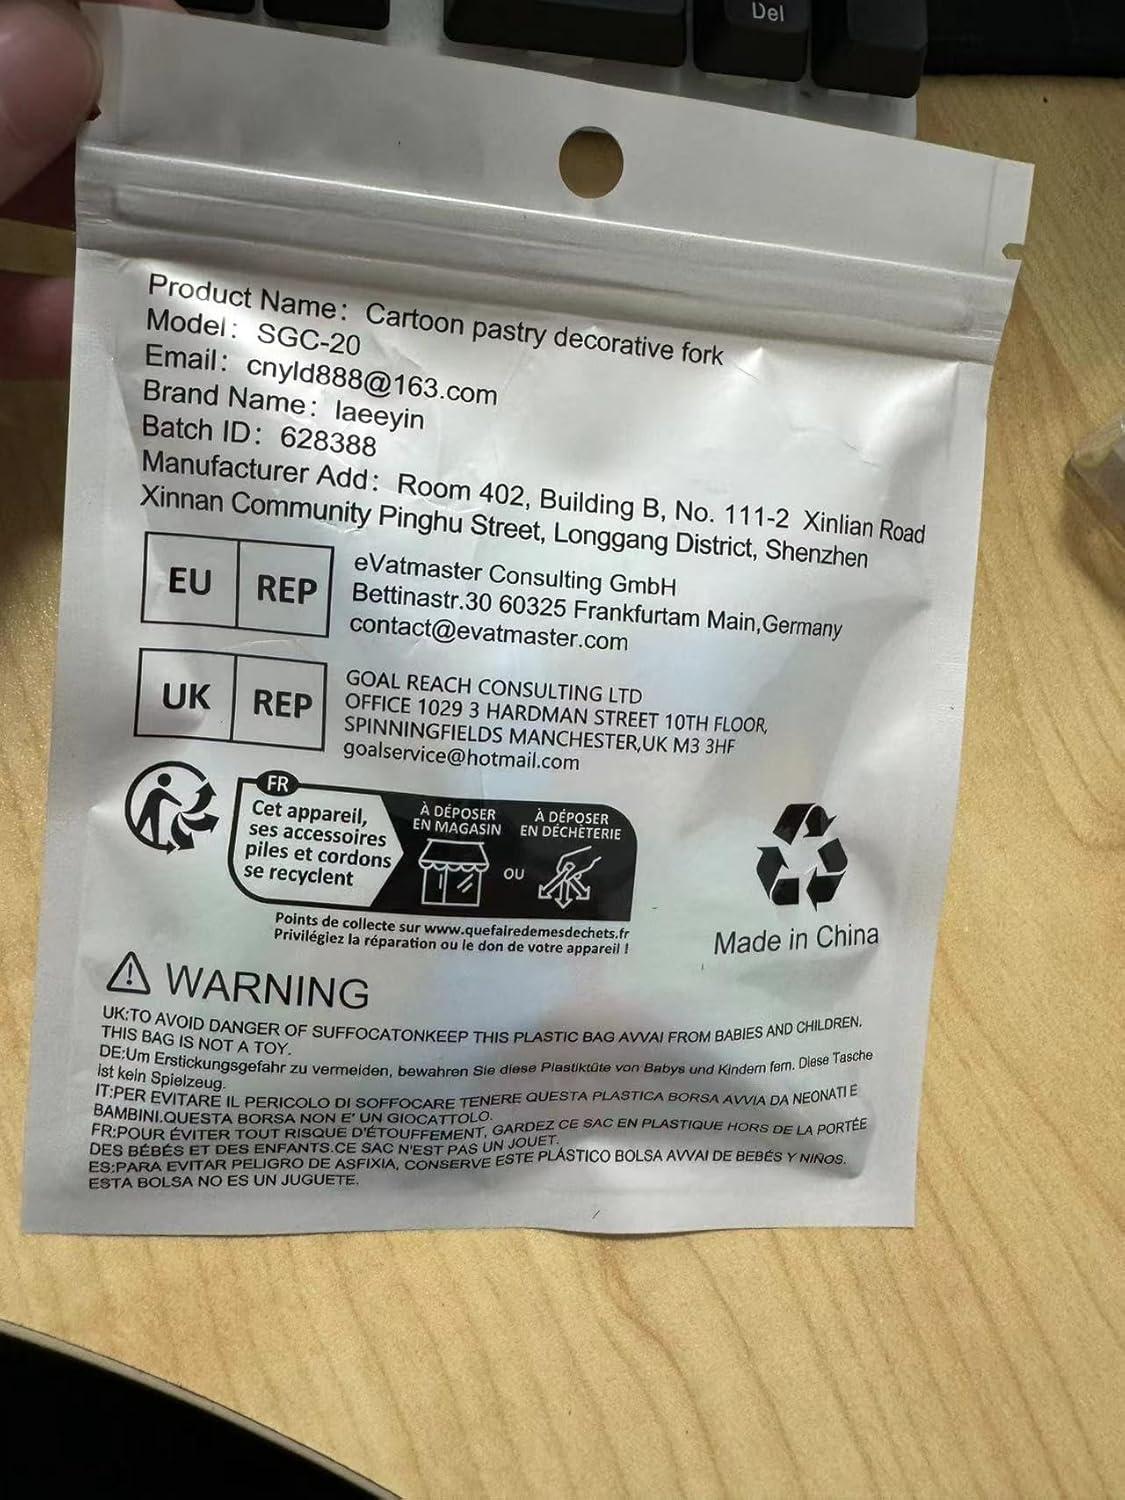 Del
Product Name： Cartoon pastry decorative fork
Model： SGC-20
Email： cnyld888@163.com
Brand Name： laeeyin
Batch ID： 628388
Manufacturer Add： Room 402, Building B, No. 111-2 Xinlian Road
Xinnan Community Pinghu Street, Longgang District, Shenzhen
EU REP
eVatmaster Consulting GmbH
Bettinastr.30 60325 Frankfurtam Main,Germany
contact@evatmaster.com
UK REP
GOAL REACH CONSULTING LTD
OFFICE 1029 3 HARDMAN STREET 10TH FLOOR,
SPINNINGFIELDS MANCHESTER,UK M3 3HF
goalservice@hotmail.com
FR
Cet appareil,
ses accessoires
piles et cordons
se recyclent
À DÉPOSER
EN MAGASIN
OU
À DÉPOSER
EN DÉCHÈTERIE
Points de collecte sur www.quefairedemesdechets.fr
Privilégiez la réparation ou le don de votre appareil !
Made in China
WARNING
UK:TO AVOID DANGER OF SUFFOCATONKEEP THIS PLASTIC BAG AVVAI FROM BABIES AND CHILDREN.
THIS BAG IS NOT A TOY.
DE:Um Erstickungsgefahr zu vermeiden, bewahren Sie diese Plastiktüte von Babys und Kindern fern. Diese Tasche
ist kein Spielzeug.
IT:PER EVITARE IL PERICOLO DI SOFFOCARE TENERE QUESTA PLASTICA BORSA AVVIA DA NEONATI E
BAMBINI.QUESTA BORSA NON E' UN GIOCATTOLO.
FR:POUR ÉVITER TOUT RISQUE D'ÉTOUFFEMENT, GARDEZ CE SAC EN PLASTIQUE HORS DE LA PORTÉE
DES BÉBÉS ET DES ENFANTS.CE SAC N'EST PAS UN JOUET.
ES:PARA EVITAR PELIGRO DE ASFIXIA, CONSERVE ESTE PLÁSTICO BOLSA AVVAI DE BEBÉS Y NIÑOS.
ESTA BOLSA NO ES UN JUGUETE.